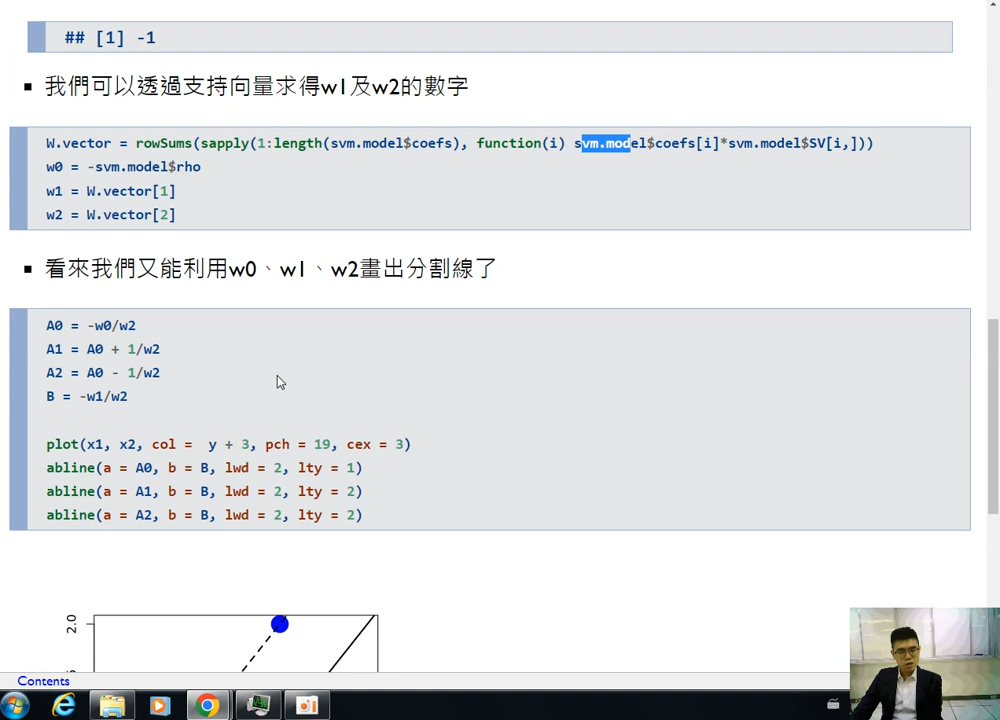 ## [1] -1
▪ 我們可以透過支持向量求得w1及w2的數字
W.vector = rowSums(sapply(1:length(svm.model$coefs), function(i) svm.model$coefs[i]*svm.model$SV[i,]))
w0 = -svm.model$rho
w1 = W.vector[1]
w2 = W.vector[2]
▪ 看來我們又能利用w0、w1、w2畫出分割線了
A0 = -w0/w2
A1 = A0 + 1/w2
A2 = A0 - 1/w2
B = -w1/w2
plot(x1, x2, col =  y + 3, pch = 19, cex = 3)
abline(a = A0, b = B, lwd = 2, lty = 1)
abline(a = A1, b = B, lwd = 2, lty = 2)
abline(a = A2, b = B, lwd = 2, lty = 2)
2.0
Contents